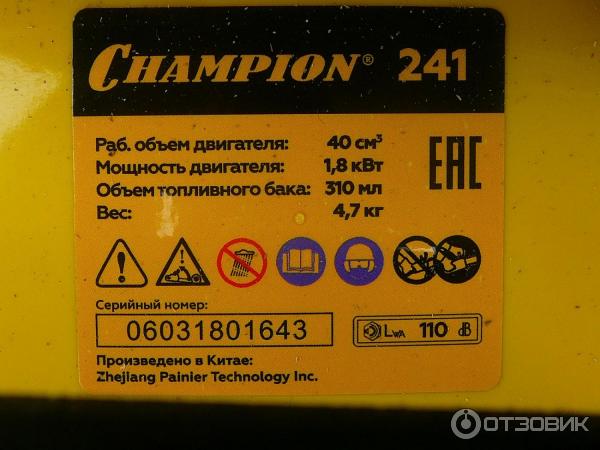 CHAMPION® 241
Раб. объем двигателя: 40 см³
Мощность двигателя: 1,8 кВт
Объем топливного бака: 310 мл
Вес: 4,7 кг
EAC
Серийный номер:
06031801643
LWA 110 dB
Произведено в Китае:
Zhejiang Painier Technology Inc.
ОТЗОВИК